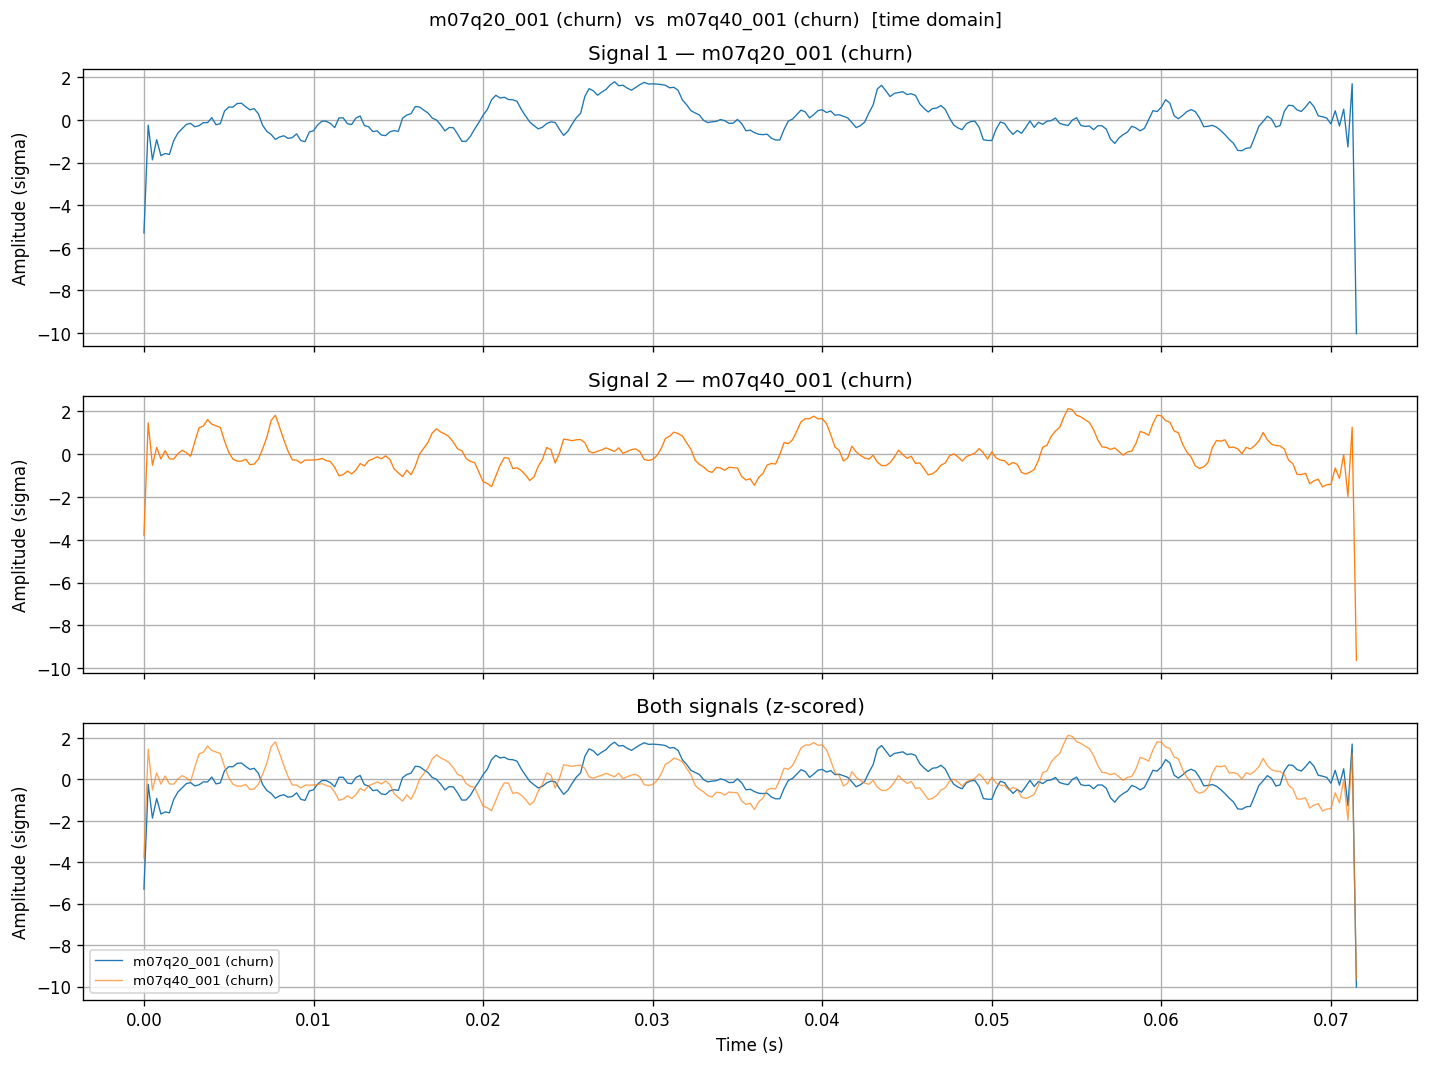 m07q20_001 (churn)  vs  m07q40_001 (churn)  [time domain]
Signal 1 — m07q20_001 (churn)
Amplitude (sigma)
2
0
−2
−4
−6
−8
−10
Signal 2 — m07q40_001 (churn)
Amplitude (sigma)
2
0
−2
−4
−6
−8
−10
Both signals (z-scored)
Amplitude (sigma)
2
0
−2
−4
−6
−8
−10
m07q20_001 (churn)
m07q40_001 (churn)
0.00 0.01 0.02 0.03 0.04 0.05 0.06 0.07
Time (s)